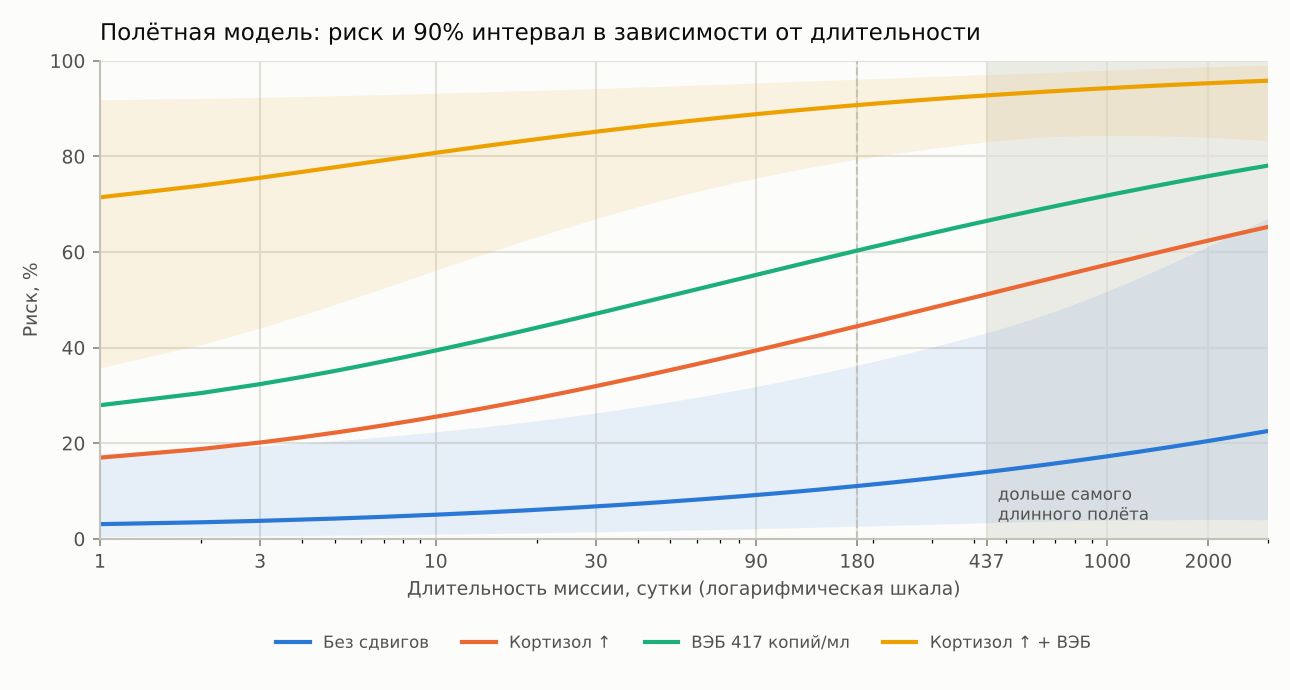 Полётная модель: риск и 90% интервал в зависимости от длительности
100
80
60
40
20
0
Риск, %
дольше самого
длинного полёта
1 3 10 30 90 180 437 1000 2000
Длительность миссии, сутки (логарифмическая шкала)
Без сдвигов Кортизол ↑ ВЭБ 417 копий/мл Кортизол ↑ + ВЭБ